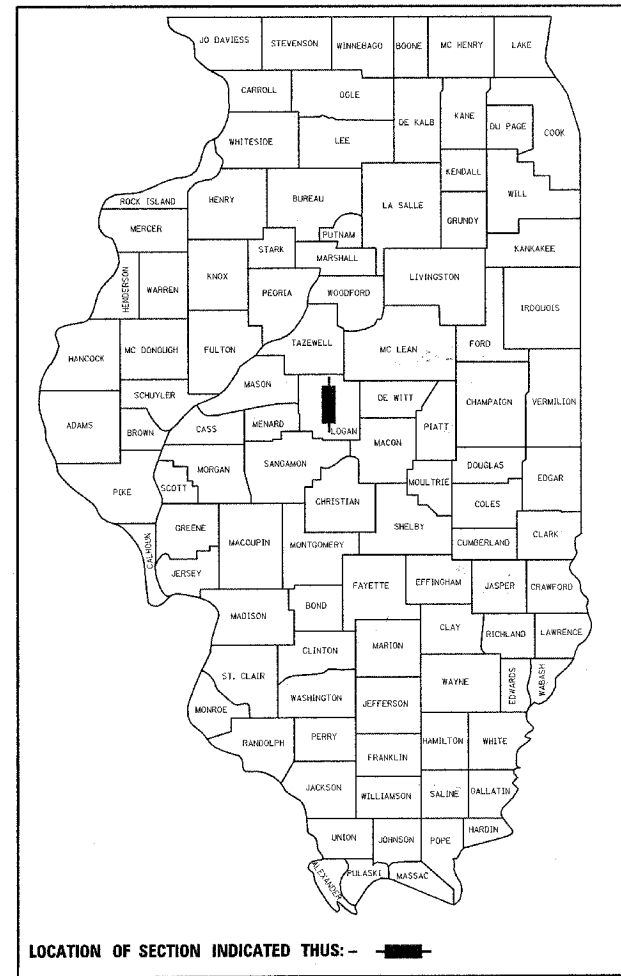 JO DAVIESS
STEVENSON
WINNEBAGO
BOONE
MC HENRY
LAKE
CARROLL
OGLE
DE KALB
KANE
DU PAGE
COOK
WHITESIDE
LEE
KENDALL
WILL
ROCK ISLAND
HENRY
BUREAU
LA SALLE
GRUNDY
MERCER
PUTNAM
KANKAKEE
STARK
MARSHALL
HENDERSON
WARREN
KNOX
PEORIA
WOODFORD
LIVINGSTON
IROQUOIS
TAZEWELL
HANCOCK
MC DONOUGH
FULTON
MC LEAN
FORD
MASON
SCHUYLER
DE WITT
CHAMPAIGN
VERMILION
ADAMS
BROWN
CASS
MENARD
LOGAN
PIATT
MACON
MORGAN
SANGAMON
DOUGLAS
EDGAR
PIKE
SCOTT
CHRISTIAN
MOULTRIE
COLES
GREENE
MACOUPIN
MONTGOMERY
SHELBY
CUMBERLAND
CLARK
CALHOUN
JERSEY
FAYETTE
EFFINGHAM
JASPER
CRAWFORD
MADISON
BOND
CLAY
RICHLAND
LAWRENCE
CLINTON
MARION
ST. CLAIR
WAYNE
EDWARDS
WABASH
MONROE
WASHINGTON
JEFFERSON
RANDOLPH
PERRY
HAMILTON
WHITE
FRANKLIN
JACKSON
WILLIAMSON
SALINE
GALLATIN
UNION
JOHNSON
POPE
HARDIN
ALEXANDER
PULASKI
MASSAC
LOCATION OF SECTION INDICATED THUS: -